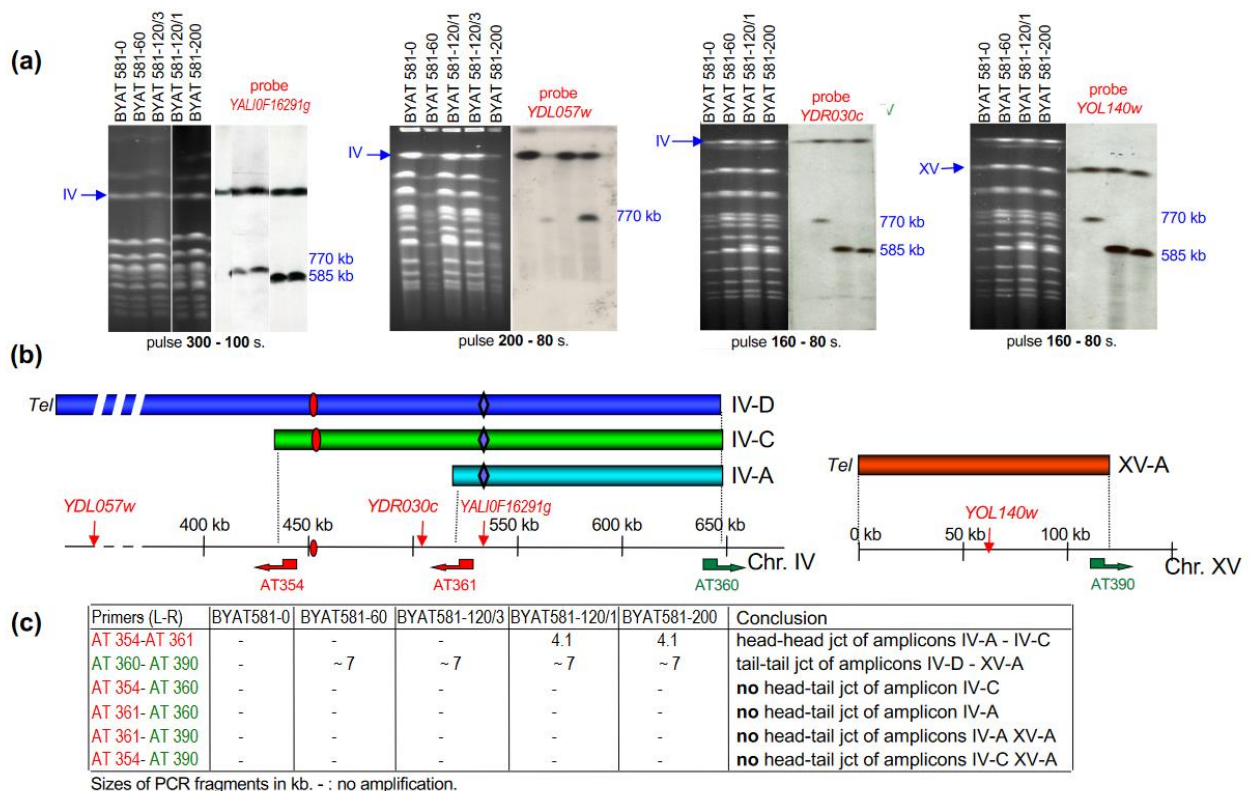 (a)
BYAT 581-0
BYAT 581-60
BYAT 581-120/3
BYAT 581-120/1
BYAT 581-200
probe
YALI0F16291g
IV
770 kb
585 kb
pulse 300 - 100 s.
BYAT 581-0
BYAT 581-60
BYAT 581-120/1
BYAT 581-120/3
BYAT 581-200
probe
YDL057w
IV
770 kb
pulse 200 - 80 s.
BYAT 581-0
BYAT 581-60
BYAT 581-120/1
BYAT 581-200
probe
YDR030c
IV
770 kb
585 kb
pulse 160 - 80 s.
BYAT 581-0
BYAT 581-60
BYAT 581-120/1
BYAT 581-200
probe
YOL140w
XV
770 kb
585 kb
pulse 160 - 80 s.
(b)
Tel IV-D
IV-C
IV-A
YDL057w YDR030c YALI0F16291g
400 kb 450 kb 550 kb 600 kb 650 kb
Chr. IV
AT354 AT361 AT360
Tel XV-A
YOL140w
0 kb 50 kb 100 kb
Chr. XV
AT390
(c)
Primers (L-R) BYAT581-0 BYAT581-60 BYAT581-120/3 BYAT581-120/1 BYAT581-200 Conclusion
AT 354-AT 361 - - - 4.1 4.1 head-head jct of amplicons IV-A - IV-C
AT 360- AT 390 - ~ 7 ~ 7 ~ 7 ~ 7 tail-tail jct of amplicons IV-D - XV-A
AT 354- AT 360 - - - - - no head-tail jct of amplicon IV-C
AT 361- AT 360 - - - - - no head-tail jct of amplicon IV-A
AT 361- AT 390 - - - - - no head-tail jct of amplicons IV-A XV-A
AT 354- AT 390 - - - - - no head-tail jct of amplicons IV-C XV-A
Sizes of PCR fragments in kb. - : no amplification.